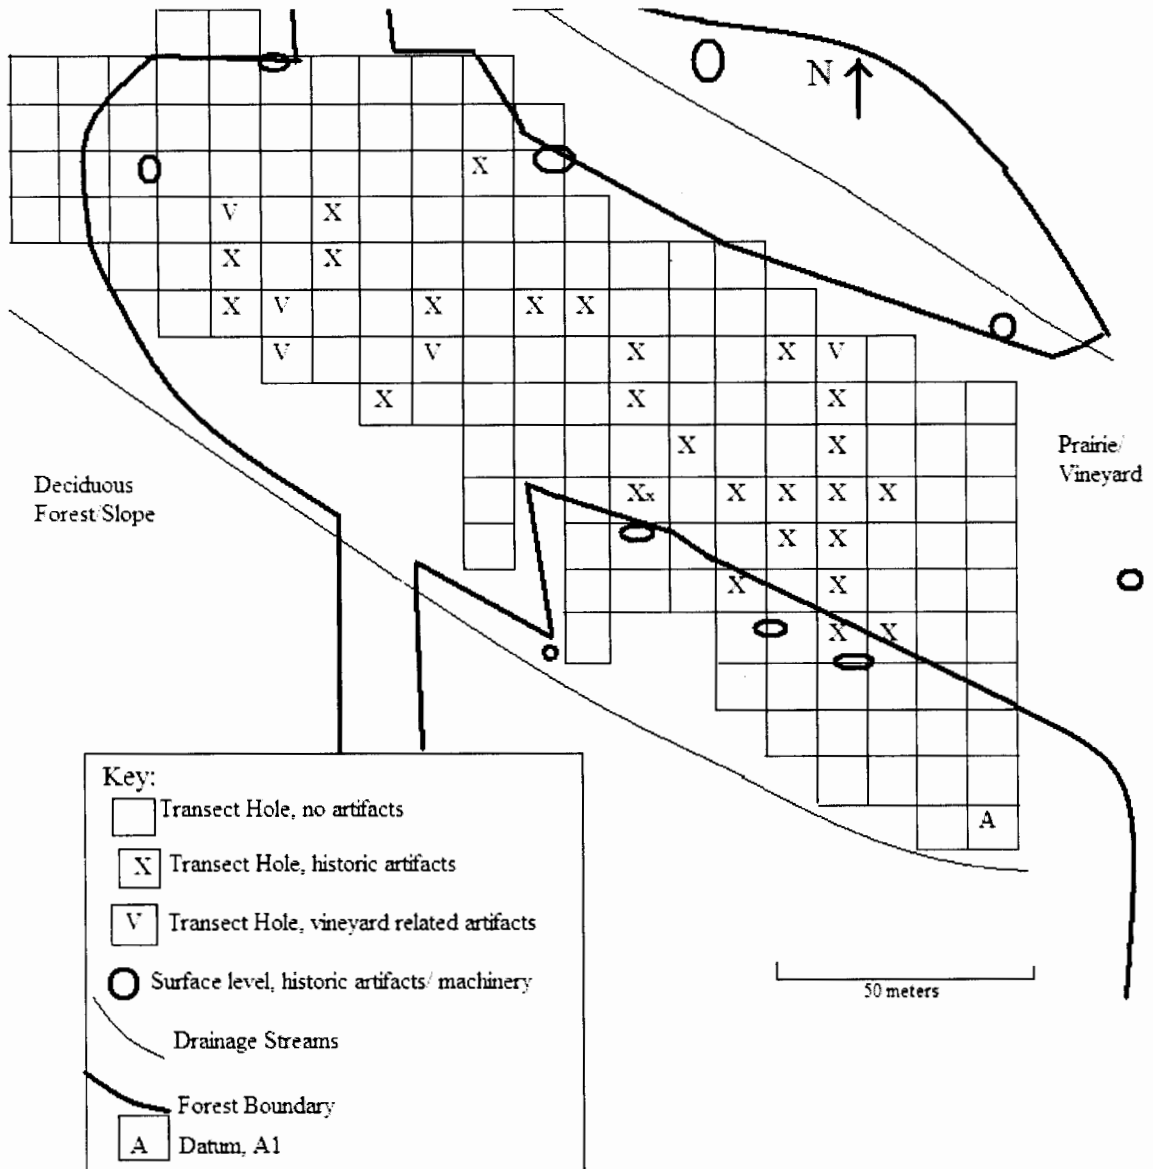 N
X
V X
X X
X V X X X
V V X X V
X X X
X X
Xx X X X X
X X
X X
X X
Deciduous
Forest/Slope
Prairie/
Vineyard
A
50 meters
Key:
Transect Hole, no artifacts
X Transect Hole, historic artifacts
V Transect Hole, vineyard related artifacts
Surface level, historic artifacts/ machinery
Drainage Streams
Forest Boundary
A Datum, A1